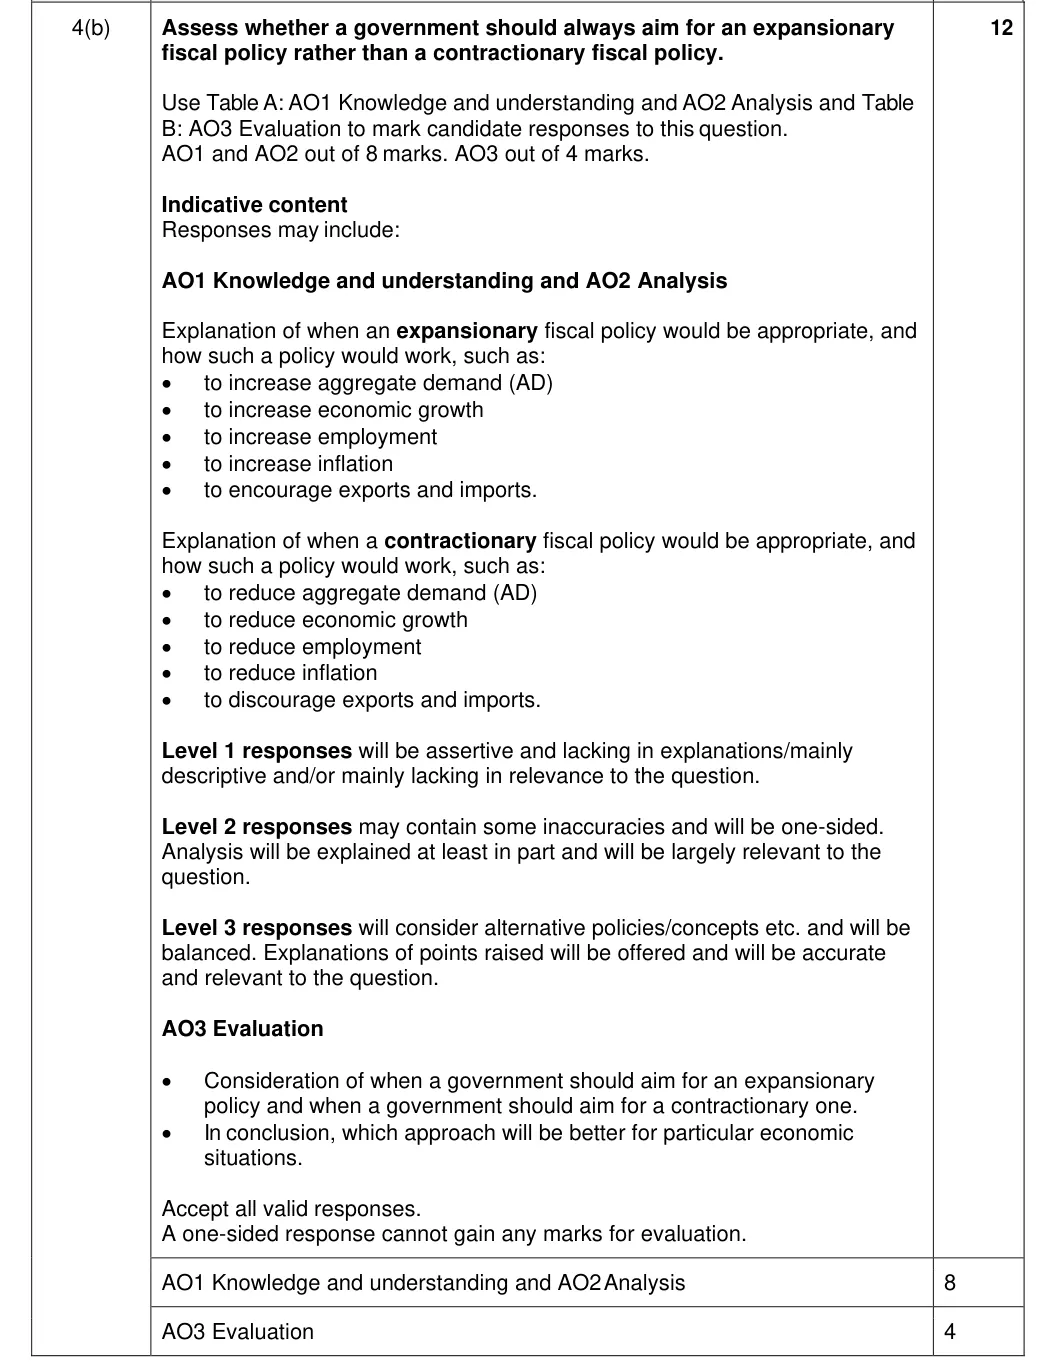 4(b)
Assess whether a government should always aim for an expansionary
fiscal policy rather than a contractionary fiscal policy.
12
Use Table A: AO1 Knowledge and understanding and AO2 Analysis and Table
B: AO3 Evaluation to mark candidate responses to this question.
AO1 and AO2 out of 8 marks. AO3 out of 4 marks.
Indicative content
Responses may include:
AO1 Knowledge and understanding and AO2 Analysis
Explanation of when an expansionary fiscal policy would be appropriate, and
how such a policy would work, such as:
• to increase aggregate demand (AD)
• to increase economic growth
• to increase employment
• to increase inflation
• to encourage exports and imports.
Explanation of when a contractionary fiscal policy would be appropriate, and
how such a policy would work, such as:
• to reduce aggregate demand (AD)
• to reduce economic growth
• to reduce employment
• to reduce inflation
• to discourage exports and imports.
Level 1 responses will be assertive and lacking in explanations/mainly
descriptive and/or mainly lacking in relevance to the question.
Level 2 responses may contain some inaccuracies and will be one-sided.
Analysis will be explained at least in part and will be largely relevant to the
question.
Level 3 responses will consider alternative policies/concepts etc. and will be
balanced. Explanations of points raised will be offered and will be accurate
and relevant to the question.
AO3 Evaluation
• Consideration of when a government should aim for an expansionary
policy and when a government should aim for a contractionary one.
• In conclusion, which approach will be better for particular economic
situations.
Accept all valid responses.
A one-sided response cannot gain any marks for evaluation.
AO1 Knowledge and understanding and AO2 Analysis 8
AO3 Evaluation 4